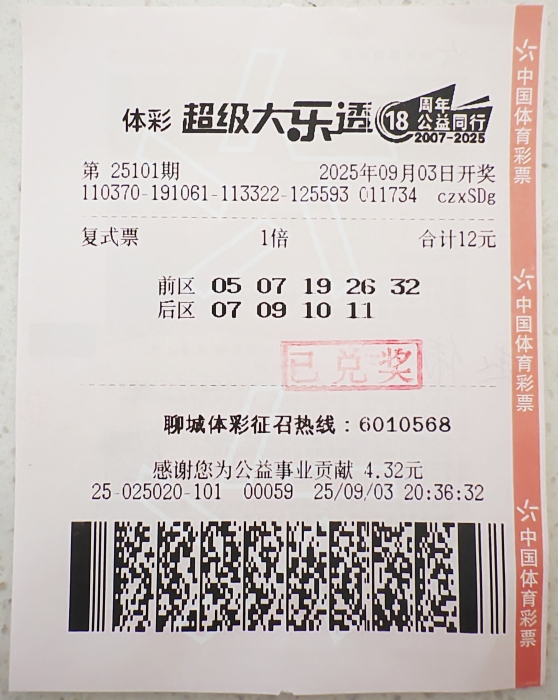 体彩 超级大乐透 18 周年 公益同行 2007-2025
第 25101期 2025年09月03日开奖
110370-191061-113322-125593 011734 czxSDg
复式票 1倍 合计12元
前区 05 07 19 26 32
后区 07 09 10 11
已兑奖
聊城体彩征召热线：6010568
感谢您为公益事业贡献 4.32元
25-025020-101 00059 25/09/03 20:36:32
中国体育彩票
中国体育彩票
中国体育彩票